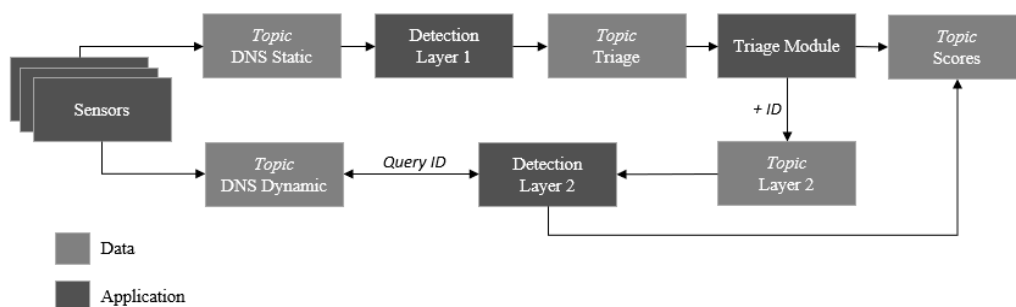 Topic
DNS Static
Detection
Layer 1
Topic
Triage
Triage Module
Topic
Scores
Sensors
+ ID
Topic
DNS Dynamic
Query ID
Detection
Layer 2
Topic
Layer 2
Data
Application